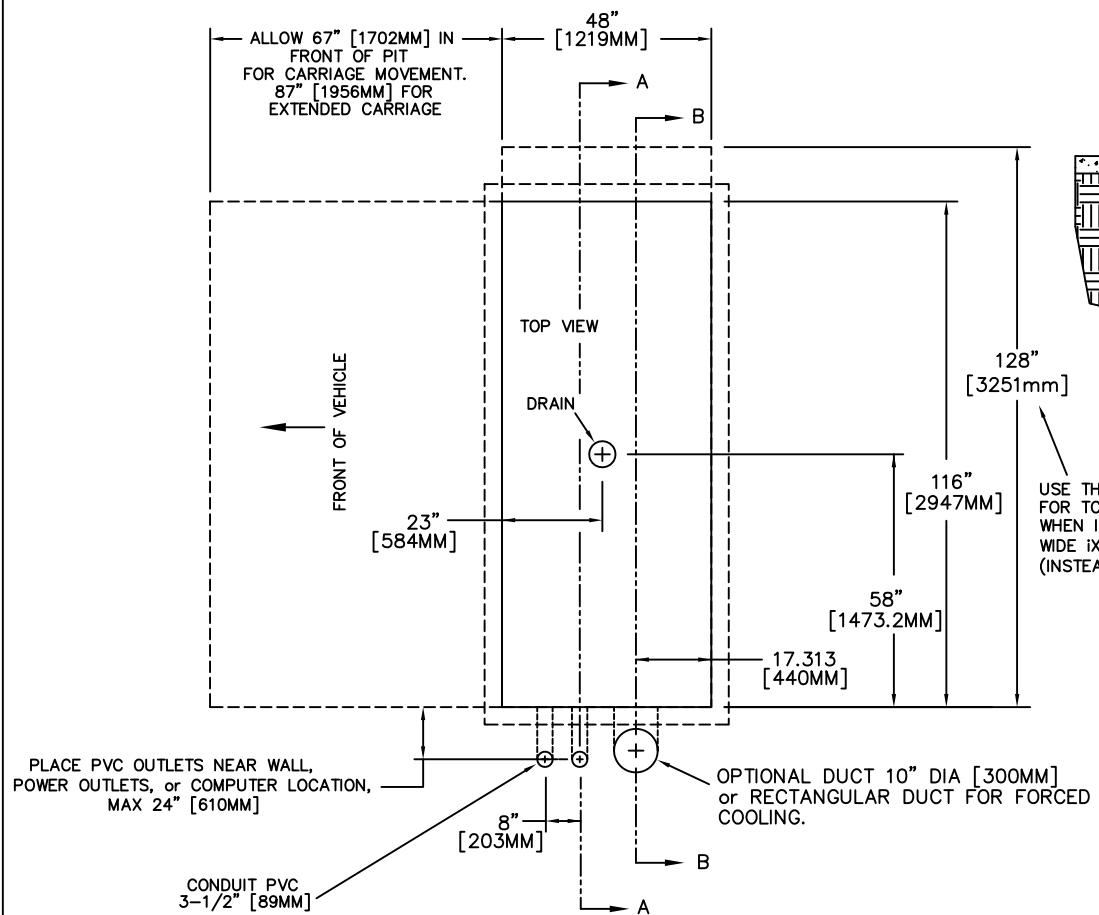 ALLOW 67" [1702MM] IN
FRONT OF PIT
FOR CARRIAGE MOVEMENT.
87" [1956MM] FOR
EXTENDED CARRIAGE
48"
[1219MM]
A
B
TOP VIEW
DRAIN
FRONT OF VEHICLE
23"
[584MM]
128"
[3251mm]
116"
[2947MM]
USE TH
FOR TO
WHEN I
WIDE iX
(INSTEA
58"
[1473.2MM]
17.313
[440MM]
PLACE PVC OUTLETS NEAR WALL,
POWER OUTLETS, or COMPUTER LOCATION,
MAX 24" [610MM]
OPTIONAL DUCT 10" DIA [300MM]
or RECTANGULAR DUCT FOR FORCED
COOLING.
8"
[203MM]
B
CONDUIT PVC
3-1/2" [89MM]
A